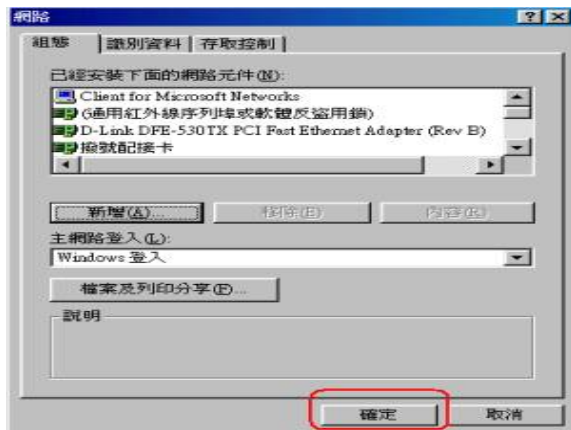 網路
組態 識別資料 存取控制
已經安裝下面的網路元件(N):
Client for Microsoft Networks
(通用紅外線序列埠或軟體反盜用鎖)
D-Link DFE-530TX PCI Fast Ethernet Adapter (Rev B)
撥號配接卡
新增(A)... 移除(E) 內容(R)
主網路登入(L):
Windows 登入
檔案及列印分享(F)...
說明
確定 取消